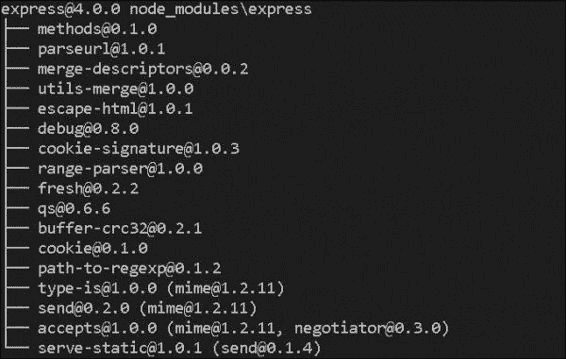 express@4.0.0 node_modules\express
├── methods@0.1.0
├── parseurl@1.0.1
├── merge-descriptors@0.0.2
├── utils-merge@1.0.0
├── escape-html@1.0.1
├── debug@0.8.0
├── cookie-signature@1.0.3
├── range-parser@1.0.0
├── fresh@0.2.2
├── qs@0.6.6
├── buffer-crc32@0.2.1
├── cookie@0.1.0
├── path-to-regexp@0.1.2
├── type-is@1.0.0 (mime@1.2.11)
├── send@0.2.0 (mime@1.2.11)
├── accepts@1.0.0 (mime@1.2.11, negotiator@0.3.0)
└── serve-static@1.0.1 (send@0.1.4)